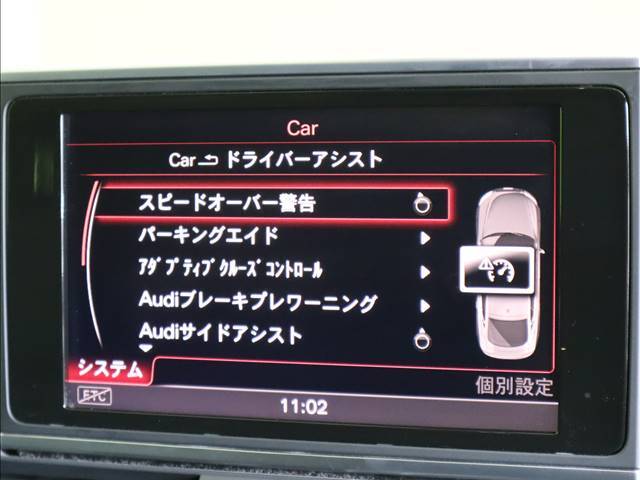 Car
Car ドライバーアシスト
スピードオーバー警告
パーキングエイド
ｱﾀﾞﾌﾟﾃｨﾌﾞｸﾙｰｽﾞｺﾝﾄﾛｰﾙ
Audiブレーキプレワーニング
Audiサイドアシスト
システム
個別設定
ETC
11:02